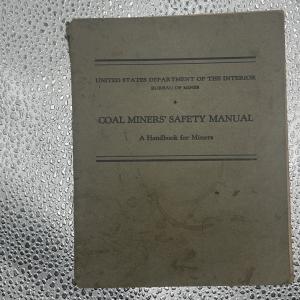 UNITED STATES DEPARTMENT OF THE INTERIOR
BUREAU OF MINES
COAL MINERS' SAFETY MANUAL
A Handbook for Miners